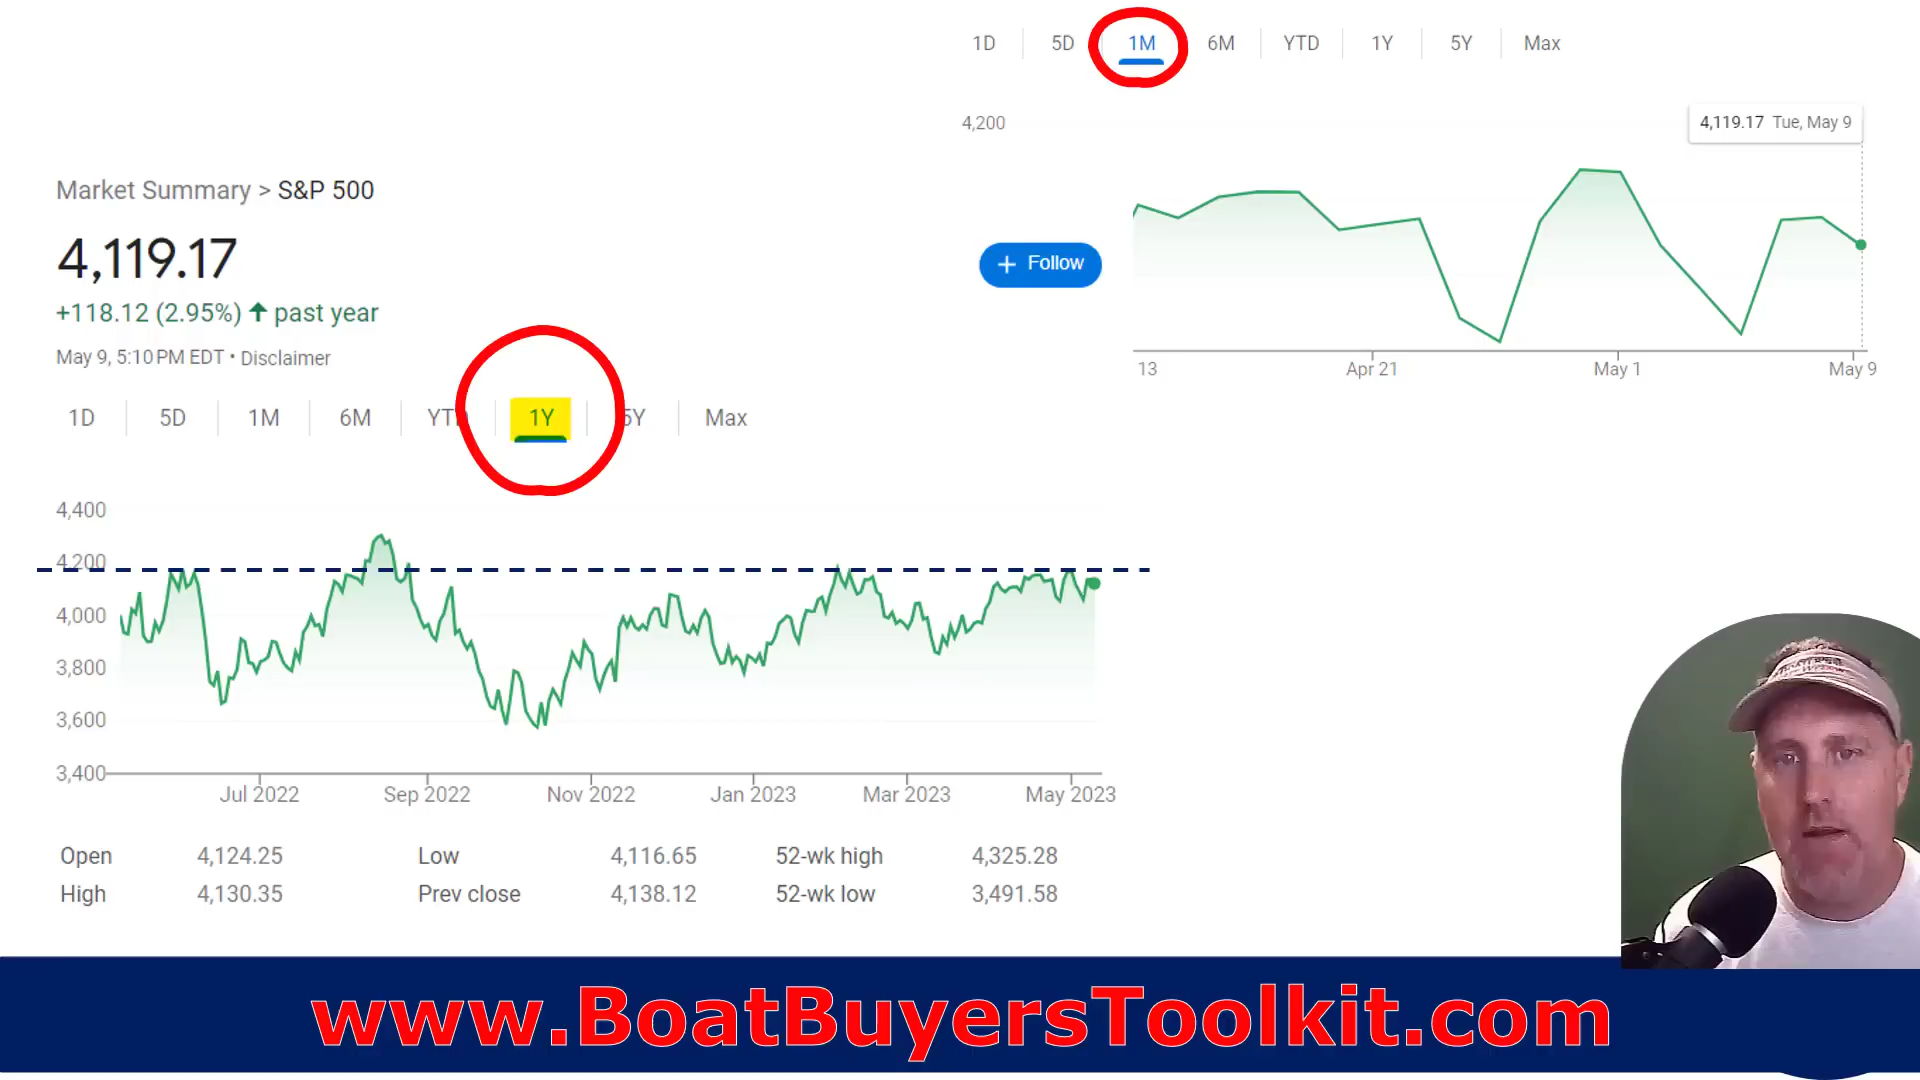 1D 5D 1M 6M YTD 1Y 5Y Max
4,200
4,119.17 Tue, May 9
13 Apr 21 May 1 May 9
Market Summary > S&P 500
4,119.17
+118.12 (2.95%) past year
+ Follow
May 9, 5:10 PM EDT • Disclaimer
1D 5D 1M 6M YTD 1Y 5Y Max
4,400
4,200
4,000
3,800
3,600
3,400
Jul 2022 Sep 2022 Nov 2022 Jan 2023 Mar 2023 May 2023
Open 4,124.25 Low 4,116.65 52-wk high 4,325.28
High 4,130.35 Prev close 4,138.12 52-wk low 3,491.58
www.BoatBuyersToolkit.com